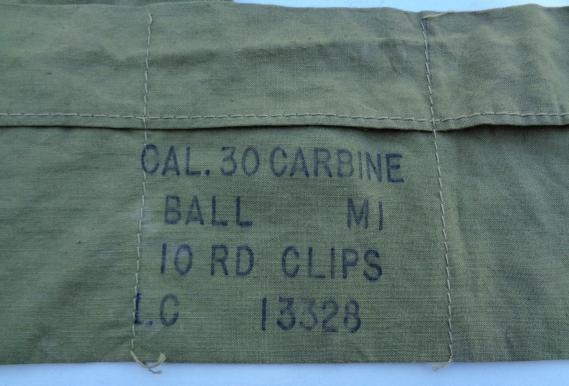 CAL. 30 CARBINE
BALL M1
10 RD CLIPS
L.C 13328